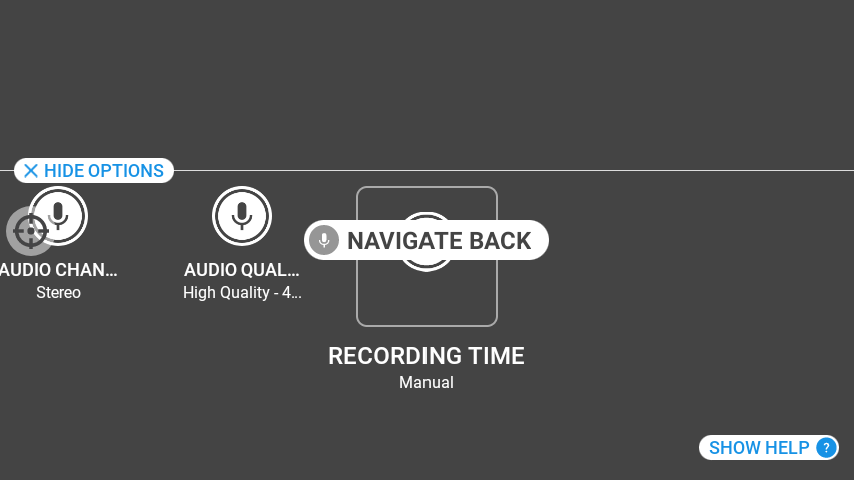 HIDE OPTIONS
NAVIGATE BACK
AUDIO CHAN...
Stereo
AUDIO QUAL...
High Quality - 4...
RECORDING TIME
Manual
SHOW HELP ?